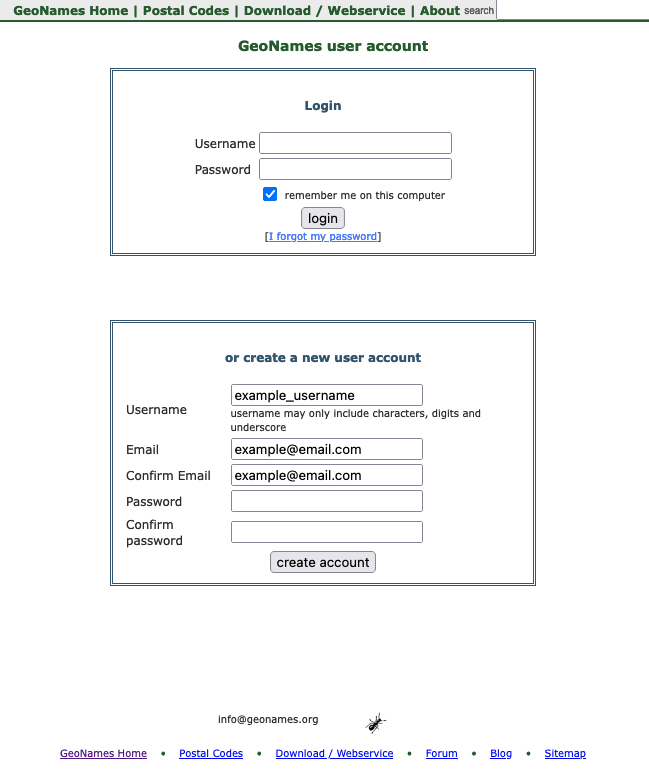 GeoNames Home | Postal Codes | Download / Webservice | About search
GeoNames user account
Login
Username
Password
remember me on this computer
login
[I forgot my password]
or create a new user account
Username
example_username
username may only include characters, digits and
underscore
Email
example@email.com
Confirm Email
example@email.com
Password
Confirm
password
create account
info@geonames.org
GeoNames Home • Postal Codes • Download / Webservice • Forum • Blog • Sitemap